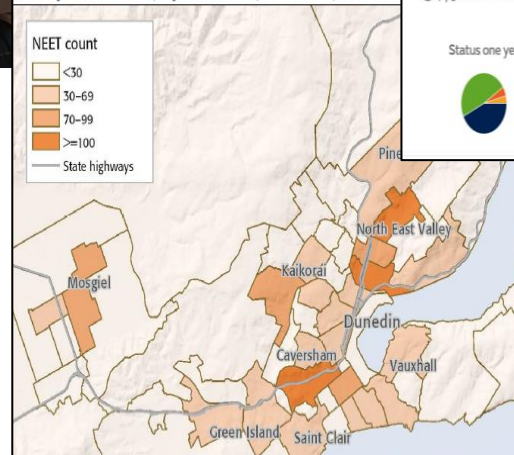 NEET count
<30
30–69
70–99
>=100
State highways
Status one ye
Pine
North East Valley
Mosgiel
Kaikorai
Dunedin
Caversham
Vauxhall
Green Island
Saint Clair